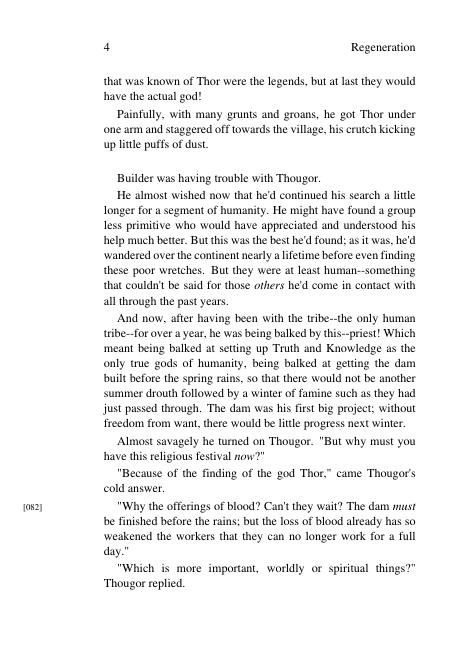 4 Regeneration
that was known of Thor were the legends, but at last they would
have the actual god!
Painfully, with many grunts and groans, he got Thor under
one arm and staggered off towards the village, his crutch kicking
up little puffs of dust.
Builder was having trouble with Thougor.
He almost wished now that he'd continued his search a little
longer for a segment of humanity. He might have found a group
less primitive who would have appreciated and understood his
help much better. But this was the best he'd found; as it was, he'd
wandered over the continent nearly a lifetime before even finding
these poor wretches. But they were at least human--something
that couldn't be said for those others he'd come in contact with
all through the past years.
And now, after having been with the tribe--the only human
tribe--for over a year, he was being balked by this--priest! Which
meant being balked at setting up Truth and Knowledge as the
only true gods of humanity, being balked at getting the dam
built before the spring rains, so that there would not be another
summer drouth followed by a winter of famine such as they had
just passed through. The dam was his first big project; without
freedom from want, there would be little progress next winter.
Almost savagely he turned on Thougor. "But why must you
have this religious festival now?"
"Because of the finding of the god Thor," came Thougor's
cold answer.
[082] "Why the offerings of blood? Can't they wait? The dam must
be finished before the rains; but the loss of blood already has so
weakened the workers that they can no longer work for a full
day."
"Which is more important, worldly or spiritual things?"
Thougor replied.